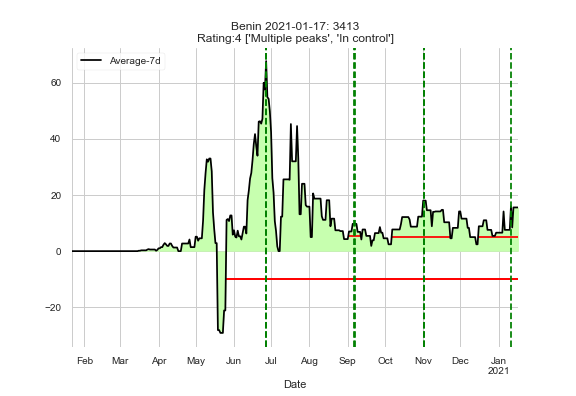 Benin 2021-01-17: 3413
Rating:4 ['Multiple peaks', 'In control']
Average-7d
60
40
20
0
−20
Feb Mar Apr May Jun Jul Aug Sep Oct Nov Dec Jan
2021
Date